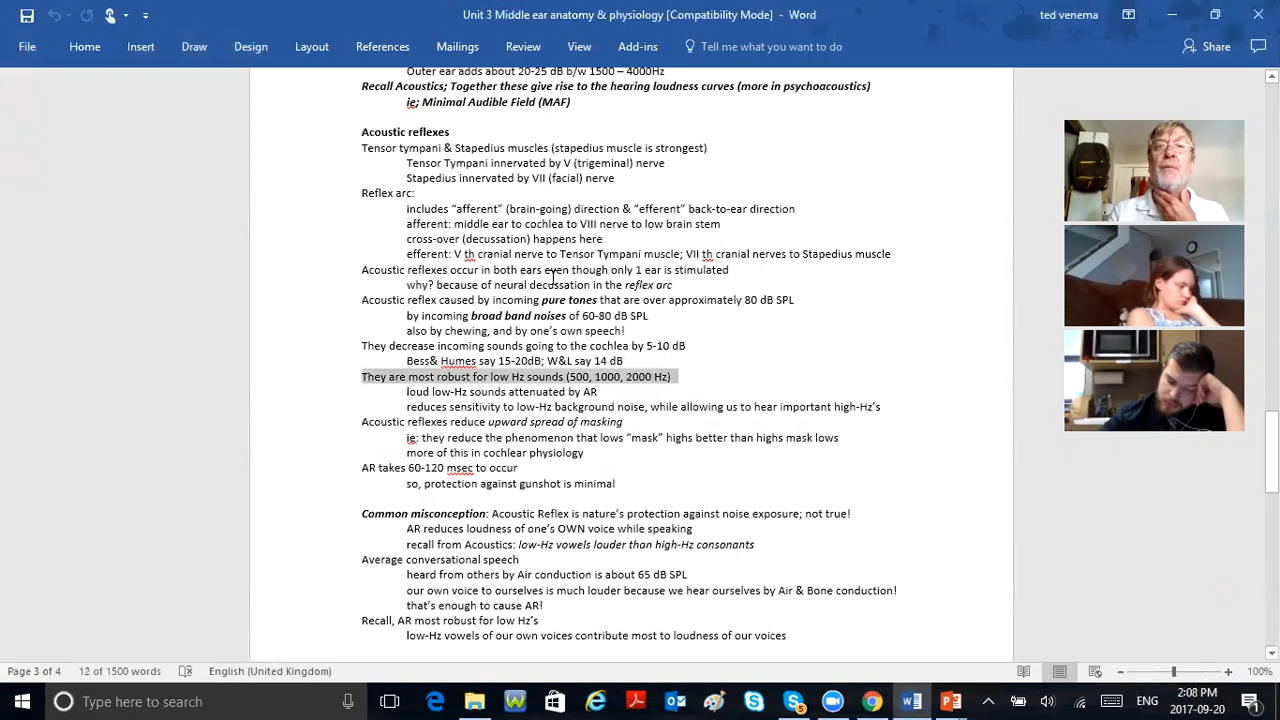 Unit 3 Middle ear anatomy & physiology [Compatibility Mode] - Word
ted venema
File Home Insert Draw Design Layout References Mailings Review View Add-ins Tell me what you want to do Share
Outer ear adds about 20-25 dB b/w 1500 – 4000Hz
Recall Acoustics; Together these give rise to the hearing loudness curves (more in psychoacoustics)
ie; Minimal Audible Field (MAF)
Acoustic reflexes
Tensor tympani & Stapedius muscles (stapedius muscle is strongest)
Tensor Tympani innervated by V (trigeminal) nerve
Stapedius innervated by VII (facial) nerve
Reflex arc:
includes “afferent” (brain-going) direction & “efferent” back-to-ear direction
afferent: middle ear to cochlea to VIII nerve to low brain stem
cross-over (decussation) happens here
efferent: V th cranial nerve to Tensor Tympani muscle; VII th cranial nerves to Stapedius muscle
Acoustic reflexes occur in both ears even though only 1 ear is stimulated
why? because of neural decussation in the reflex arc
Acoustic reflex caused by incoming pure tones that are over approximately 80 dB SPL
by incoming broad band noises of 60-80 dB SPL
also by chewing, and by one’s own speech!
They decrease incoming sounds going to the cochlea by 5-10 dB
Bess& Humes say 15-20dB; W&L say 14 dB
They are most robust for low Hz sounds (500, 1000, 2000 Hz)
loud low-Hz sounds attenuated by AR
reduces sensitivity to low-Hz background noise, while allowing us to hear important high-Hz’s
Acoustic reflexes reduce upward spread of masking
ie: they reduce the phenomenon that lows “mask” highs better than highs mask lows
more of this in cochlear physiology
AR takes 60-120 msec to occur
so, protection against gunshot is minimal
Common misconception: Acoustic Reflex is nature’s protection against noise exposure; not true!
AR reduces loudness of one’s OWN voice while speaking
recall from Acoustics: low-Hz vowels louder than high-Hz consonants
Average conversational speech
heard from others by Air conduction is about 65 dB SPL
our own voice to ourselves is much louder because we hear ourselves by Air & Bone conduction!
that’s enough to cause AR!
Recall, AR most robust for low Hz’s
low-Hz vowels of our own voices contribute most to loudness of our voices
Page 3 of 4 12 of 1500 words English (United Kingdom) 100%
Type here to search
5
ENG
2:08 PM
2017-09-20
1